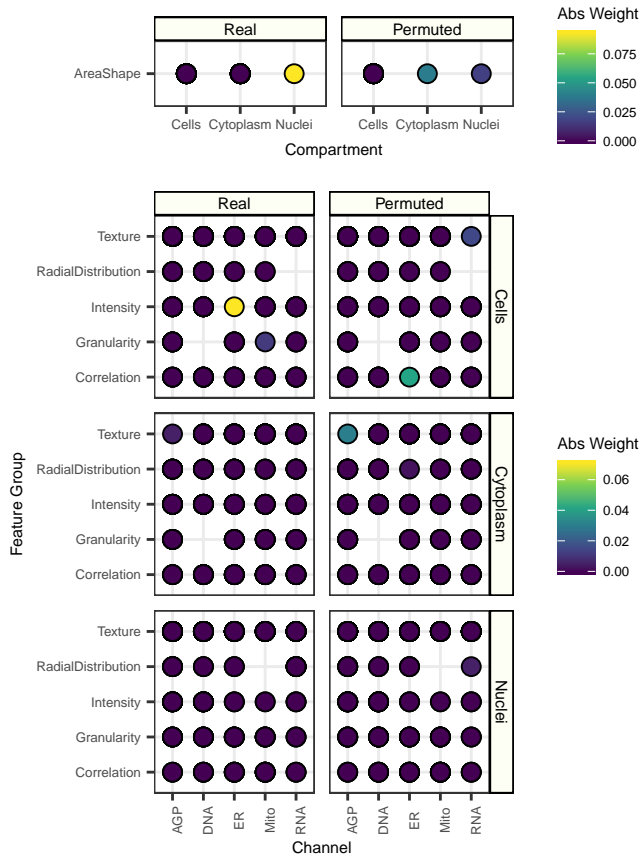 Real Permuted
AreaShape
Cells Cytoplasm Nuclei Cells Cytoplasm Nuclei
Compartment
Abs Weight
0.075
0.050
0.025
0.000
Real Permuted
Texture
RadialDistribution
Intensity
Granularity
Correlation
Cells
Texture
RadialDistribution
Intensity
Granularity
Correlation
Cytoplasm
Texture
RadialDistribution
Intensity
Granularity
Correlation
Nuclei
Feature Group
AGP DNA ER Mito RNA AGP DNA ER Mito RNA
Channel
Abs Weight
0.06
0.04
0.02
0.00